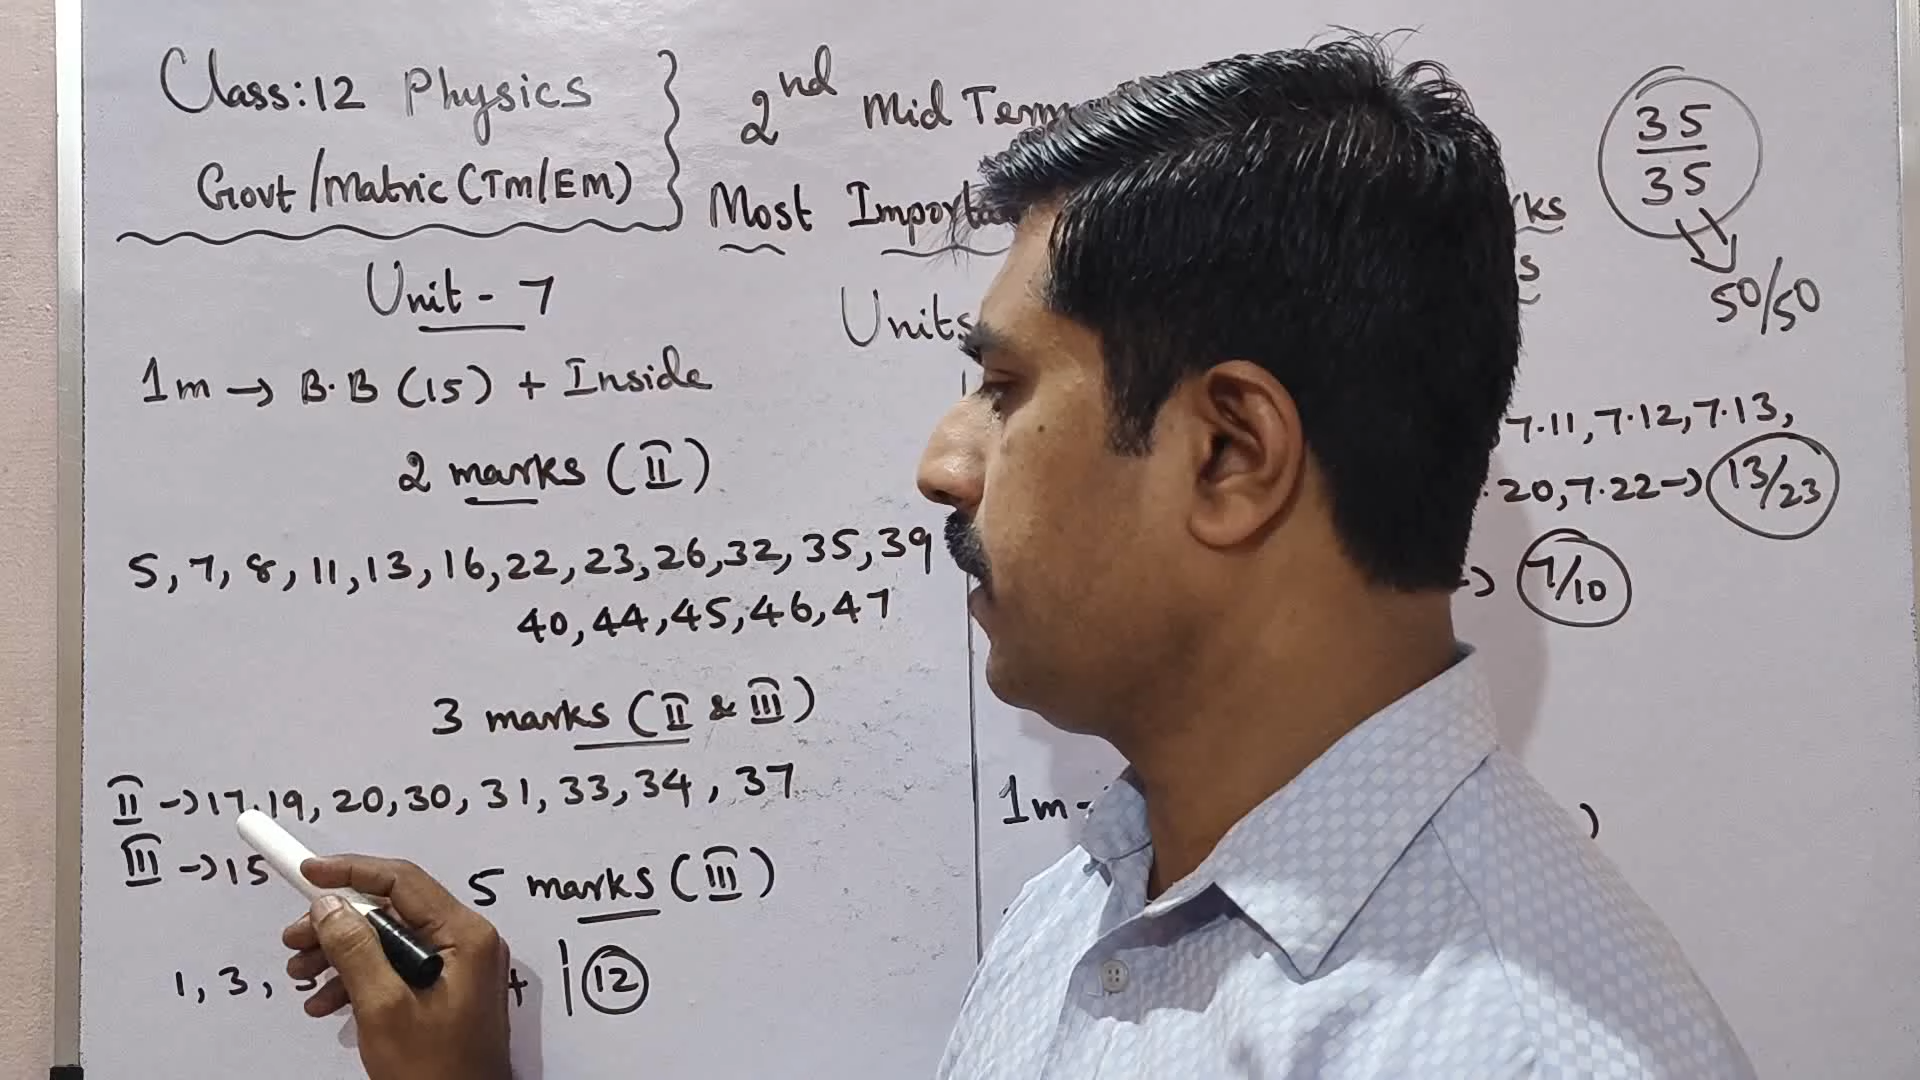 Class:12 Physics
Govt/Matric (TM/EM)
2nd Mid Term
Most
Unit - 7
1m → B.B (15) + Inside
2 marks (II)
5, 7, 8, 11, 13, 16, 22, 23, 26, 32, 35, 39
40, 44, 45, 46, 47
3 marks (II & III)
II → 17, 19, 20, 30, 31, 33, 34, 37
III → 15
5 marks (III)
1, 3, 5
12
Units
35
35
50/50
7.11, 7.12, 7.13,
20, 7.22 → 13/23
7/10
1m